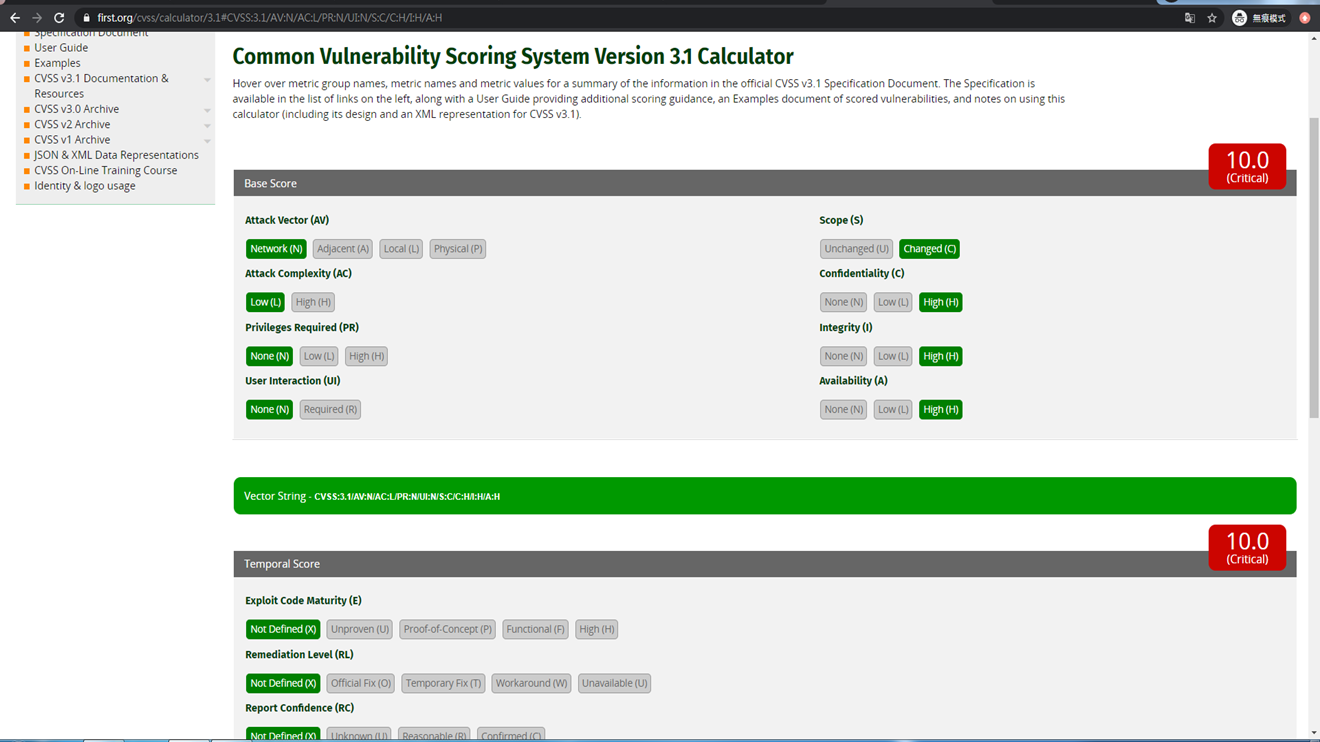 first.org/cvss/calculator/3.1#CVSS:3.1/AV:N/AC:L/PR:N/UI:N/S:C/C:H/I:H/A:H
無痕模式
Specification Document
User Guide
Examples
CVSS v3.1 Documentation &
Resources
CVSS v3.0 Archive
CVSS v2 Archive
CVSS v1 Archive
JSON & XML Data Representations
CVSS On-Line Training Course
Identity & logo usage
Common Vulnerability Scoring System Version 3.1 Calculator
Hover over metric group names, metric names and metric values for a summary of the information in the official CVSS v3.1 Specification Document. The Specification is
available in the list of links on the left, along with a User Guide providing additional scoring guidance, an Examples document of scored vulnerabilities, and notes on using this
calculator (including its design and an XML representation for CVSS v3.1).
10.0
(Critical)
Base Score
Attack Vector (AV)
Network (N) Adjacent (A) Local (L) Physical (P)
Attack Complexity (AC)
Low (L) High (H)
Privileges Required (PR)
None (N) Low (L) High (H)
User Interaction (UI)
None (N) Required (R)
Scope (S)
Unchanged (U) Changed (C)
Confidentiality (C)
None (N) Low (L) High (H)
Integrity (I)
None (N) Low (L) High (H)
Availability (A)
None (N) Low (L) High (H)
Vector String - CVSS:3.1/AV:N/AC:L/PR:N/UI:N/S:C/C:H/I:H/A:H
10.0
(Critical)
Temporal Score
Exploit Code Maturity (E)
Not Defined (X) Unproven (U) Proof-of-Concept (P) Functional (F) High (H)
Remediation Level (RL)
Not Defined (X) Official Fix (O) Temporary Fix (T) Workaround (W) Unavailable (U)
Report Confidence (RC)
Not Defined (X) Unknown (U) Reasonable (R) Confirmed (C)